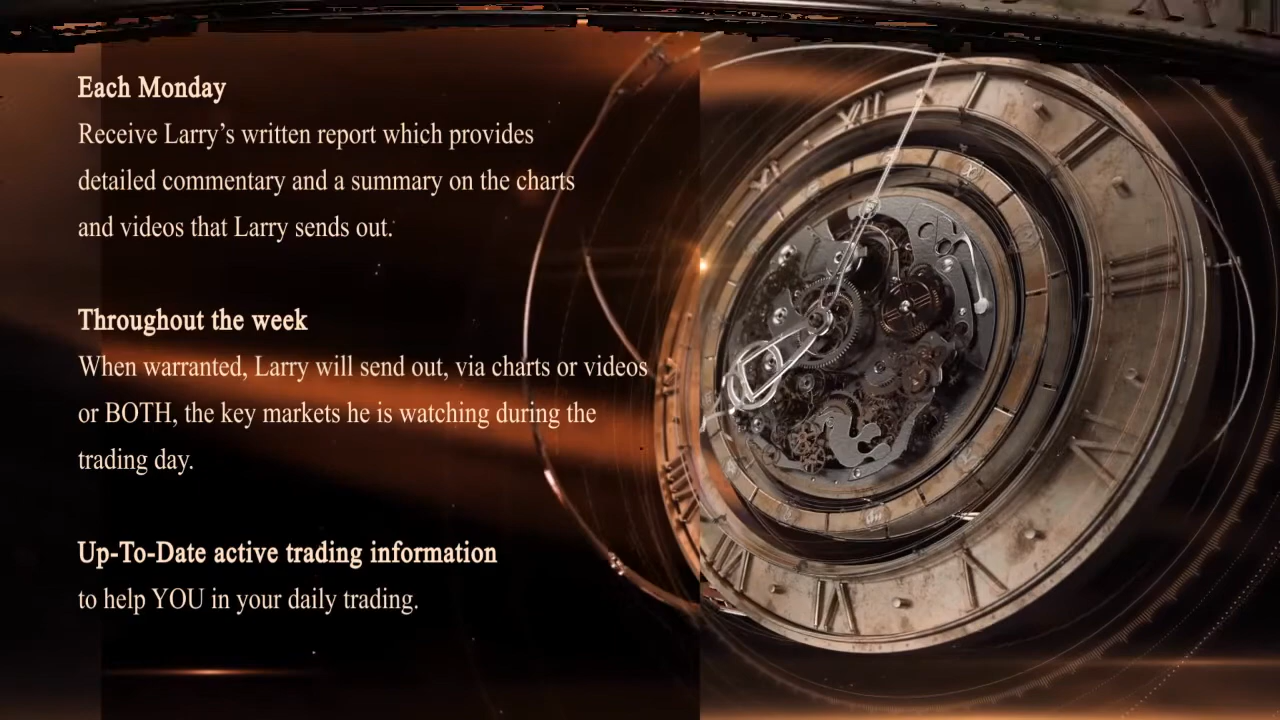 Each Monday
Receive Larry’s written report which provides
detailed commentary and a summary on the charts
and videos that Larry sends out.
Throughout the week
When warranted, Larry will send out, via charts or videos
or BOTH, the key markets he is watching during the
trading day.
Up-To-Date active trading information
to help YOU in your daily trading.